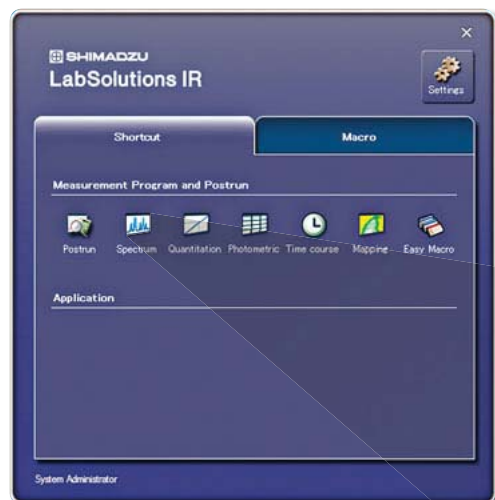 SHIMADZU
LabSolutions IR
Settings
Shortcut Macro
Measurement Program and Postrun
Postrun Spectrum Quantitation Photometric Time course Mapping Easy Macro
Application
System Administrator